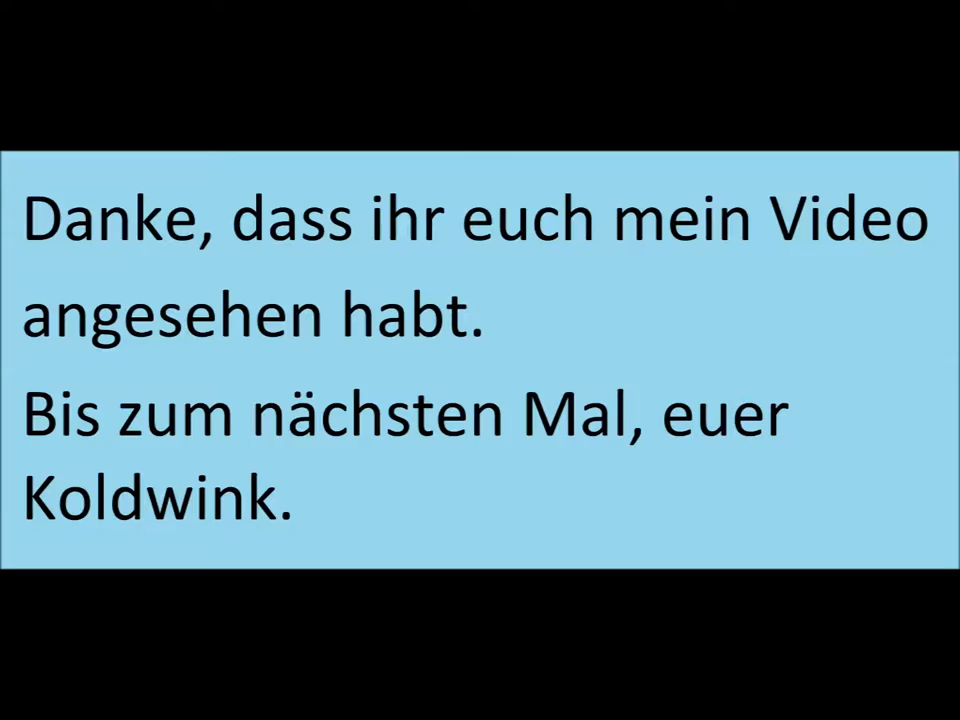 Danke, dass ihr euch mein Video
angesehen habt.
Bis zum nächsten Mal, euer
Koldwink.